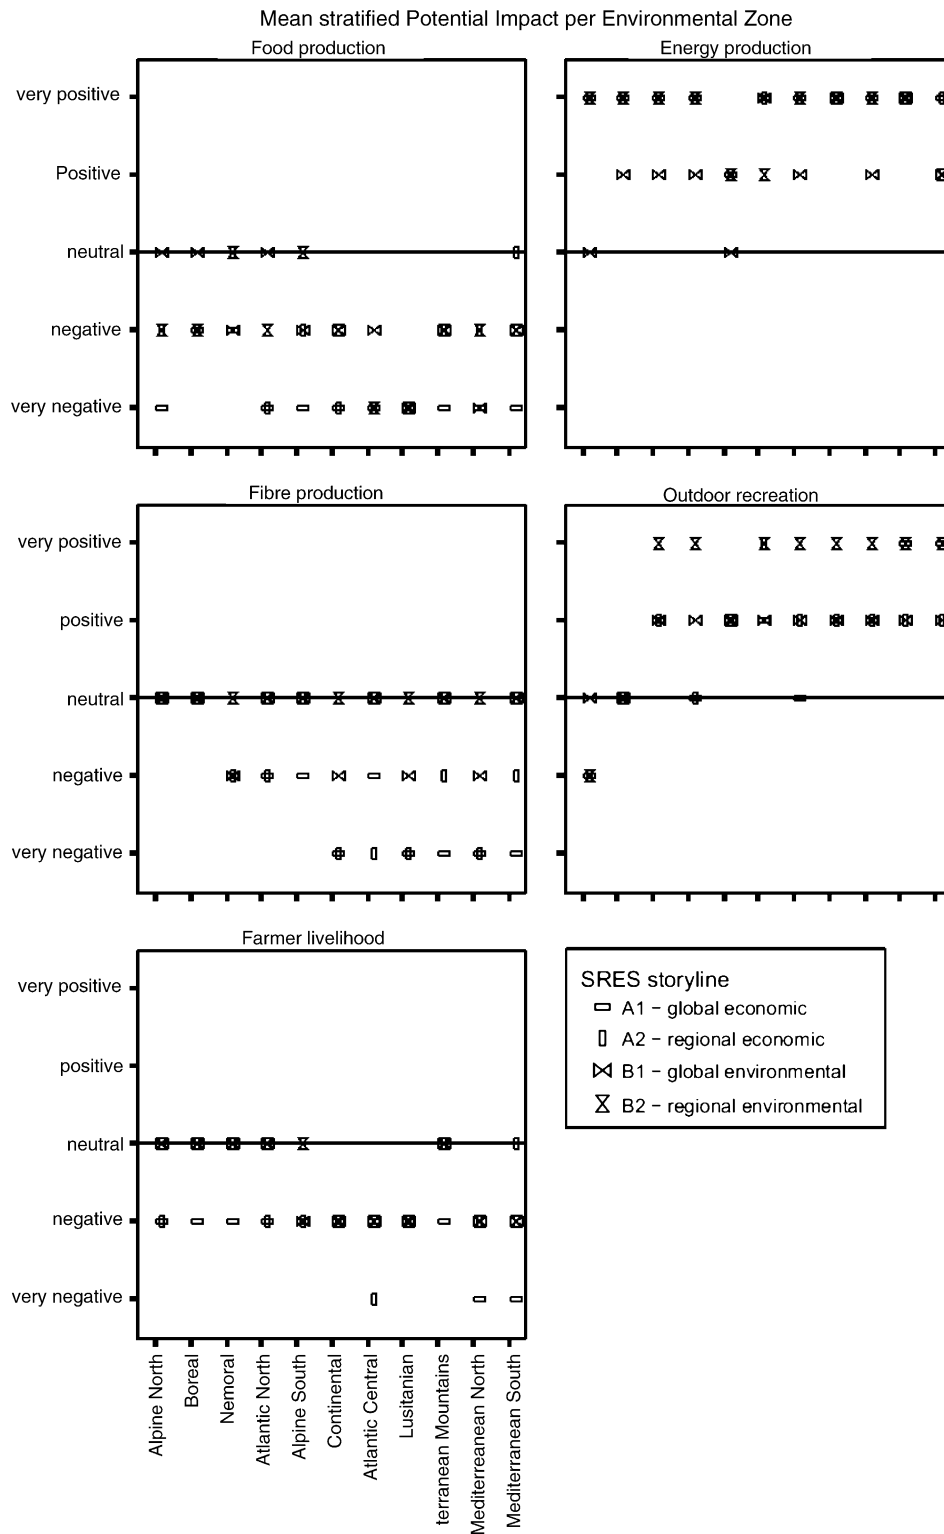 Mean stratified Potential Impact per Environmental Zone
Food production
Energy production
very positive
Positive
neutral
negative
very negative
Fibre production
Outdoor recreation
very positive
positive
neutral
negative
very negative
Farmer livelihood
very positive
positive
neutral
negative
very negative
SRES storyline
A1 − global economic
A2 − regional economic
B1 − global environmental
B2 − regional environmental
Alpine North
Boreal
Nemoral
Atlantic North
Alpine South
Continental
Atlantic Central
Lusitanian
terranean Mountains
Mediterreanean North
Mediterranean South